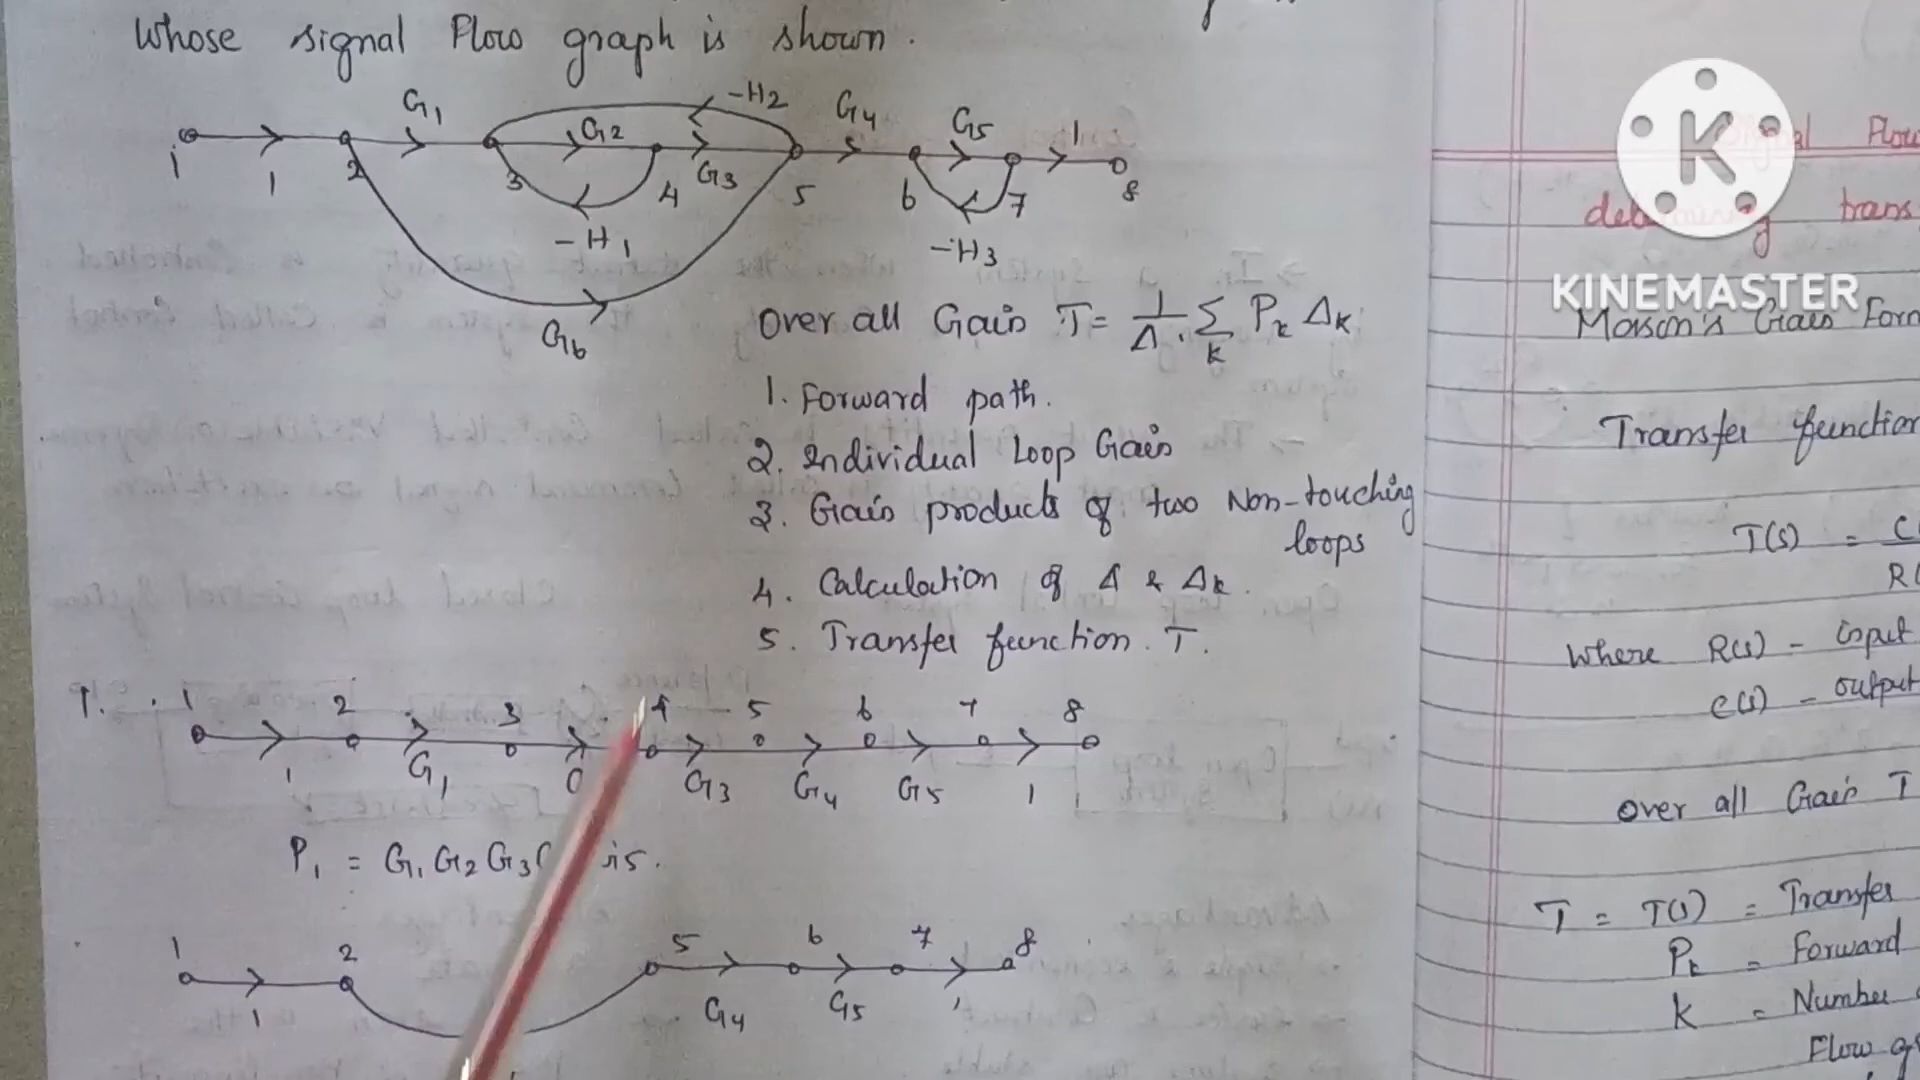 Whose signal Flow graph is shown.
G1 G2 G3 -H2 G4 G5 1
1 1 2 3 4 5 6 7 8
-H1 -H3
G6
Over all Gain T = 1/Δ . Σ k Pk Δk
1. Forward path.
2. Individual Loop Gain
3. Gain products of two Non-touching
loops
4. Calculation of Δ & Δk.
5. Transfer function T.
1. 1 2 3 4 5 6 7 8
1 G1 G3 G4 G5 1
P1 = G1 G2 G3
1 2 5 6 7 8
1 G4 G5 1
KINEMASTER
Signal Flow
trans
Mason's Gain Form
Transfer function
T(s) = C
R(
Where R(s) - input
C(s) - output
Over all Gain T
T = T(s) = Transfer
Pk = Forward
K = Number
Flow